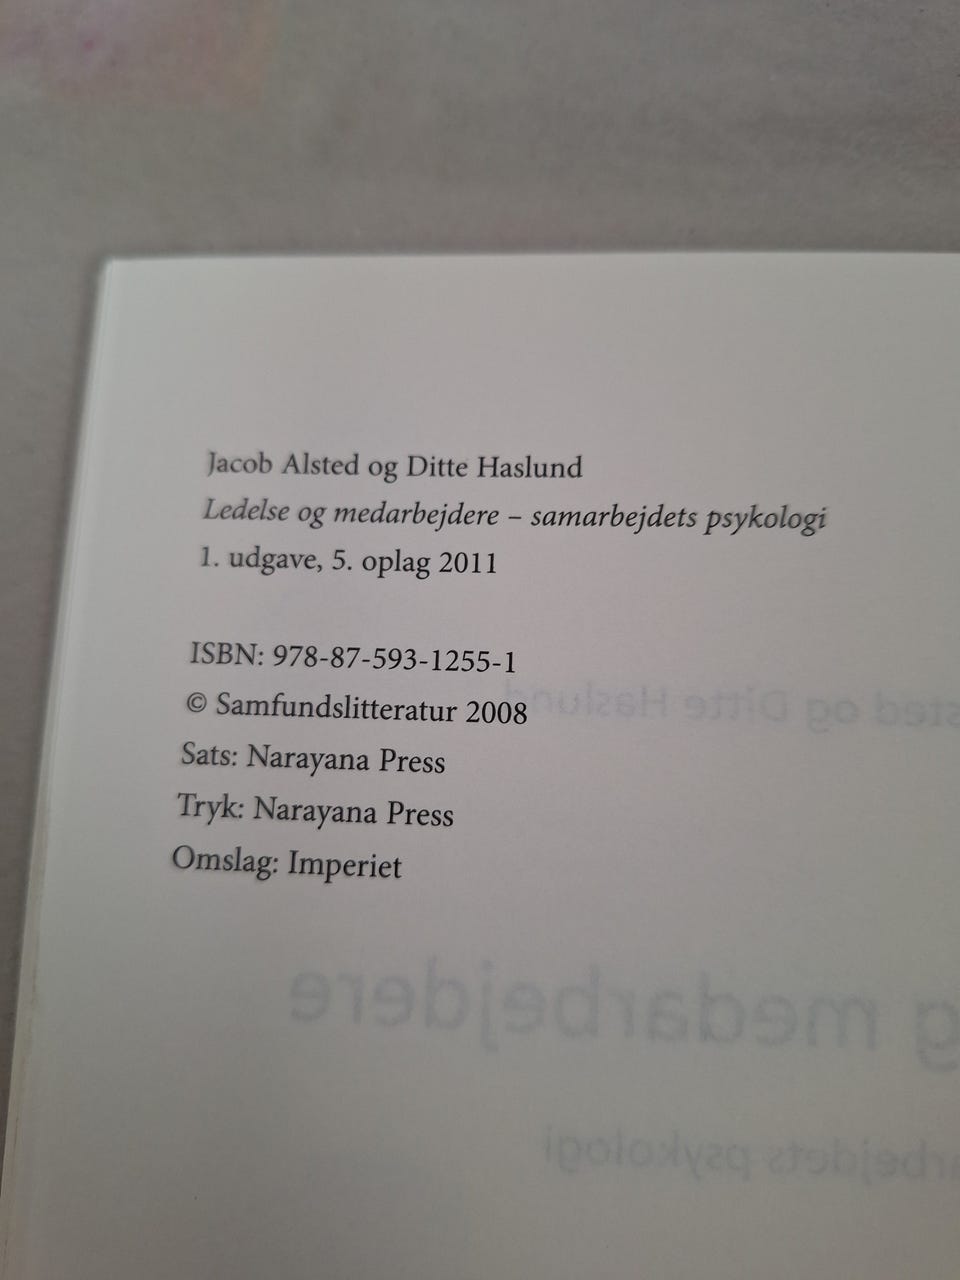 Jacob Alsted og Ditte Haslund
Ledelse og medarbejdere – samarbejdets psykologi
1. udgave, 5. oplag 2011
ISBN: 978-87-593-1255-1
© Samfundslitteratur 2008
Sats: Narayana Press
Tryk: Narayana Press
Omslag: Imperiet